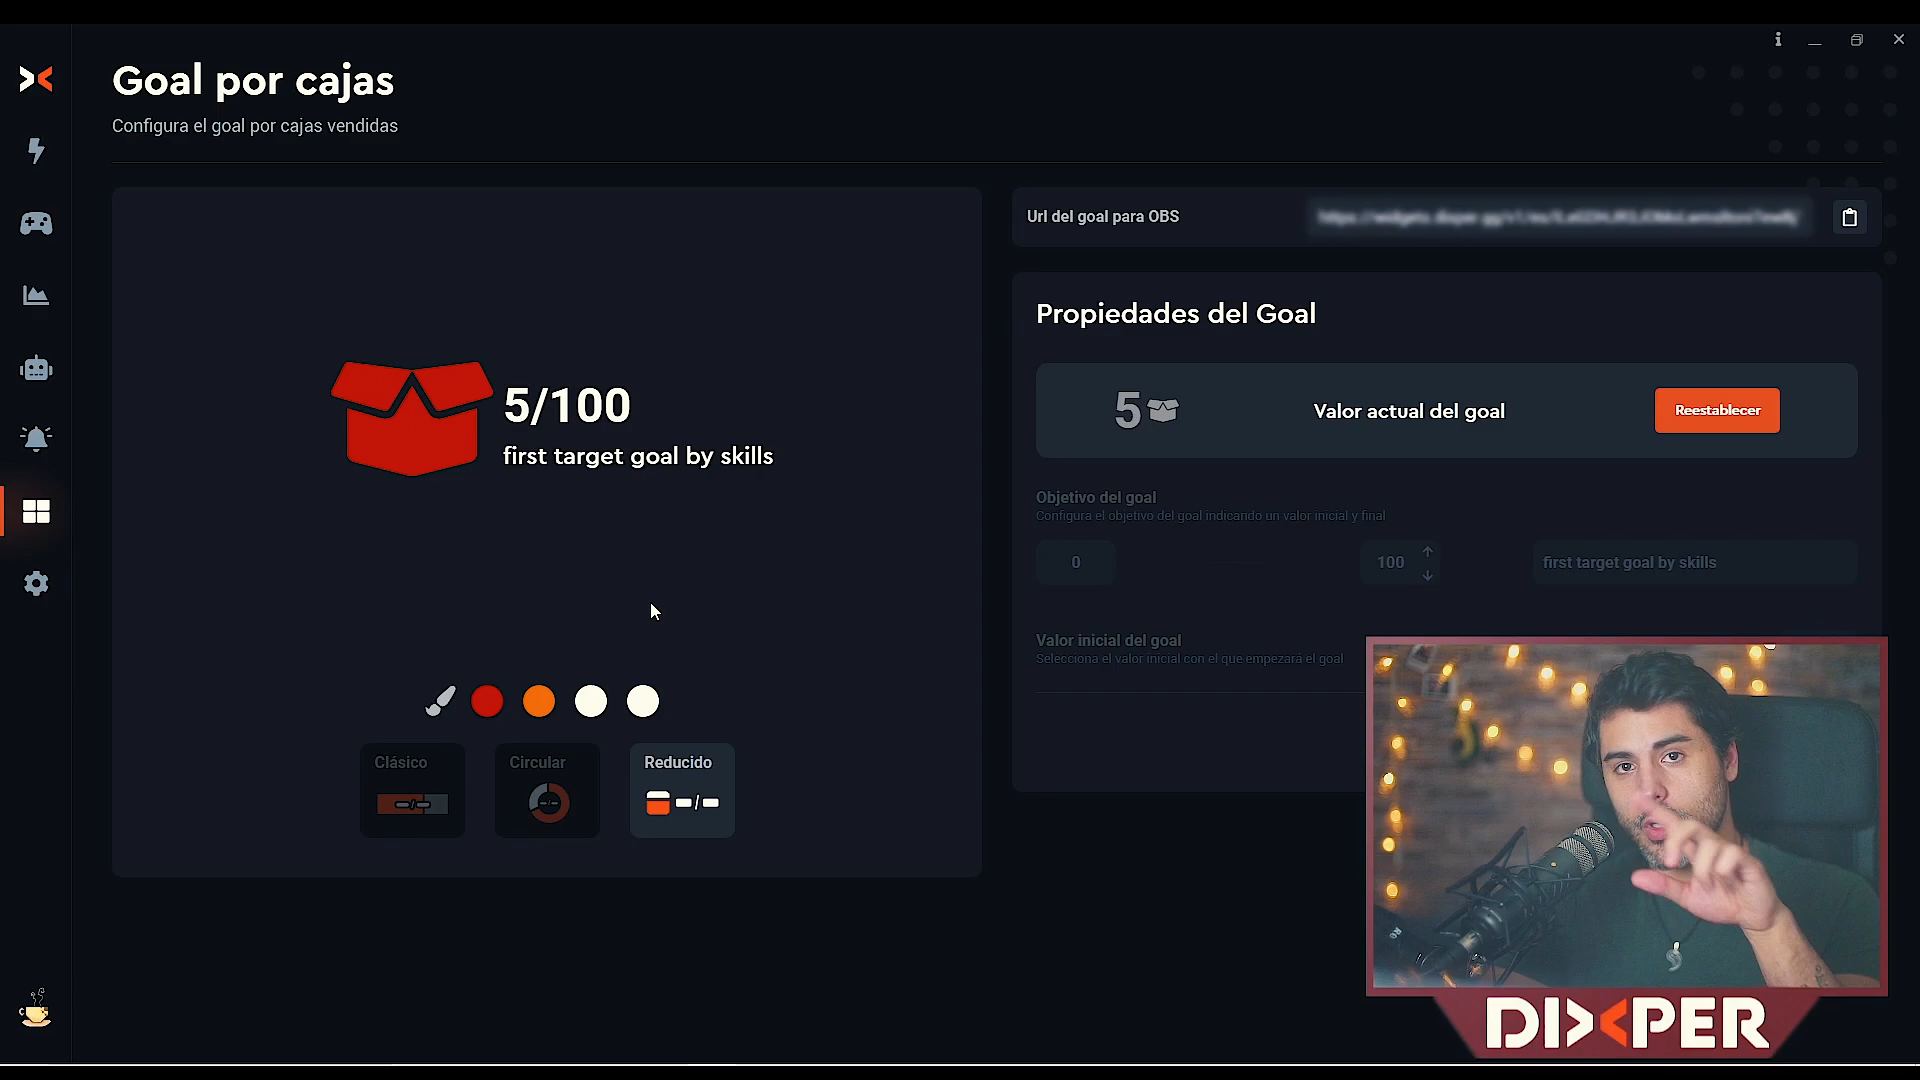 Goal por cajas
Configura el goal por cajas vendidas
5/100
first target goal by skills
Clásico
Circular
Reducido
Url del goal para OBS
Propiedades del Goal
5
Valor actual del goal
Reestablecer
Objetivo del goal
Configura el objetivo del goal indicando un valor inicial y final
0
100
first target goal by skills
Valor inicial del goal
Selecciona el valor inicial con el que empezará el goal
DIXPER